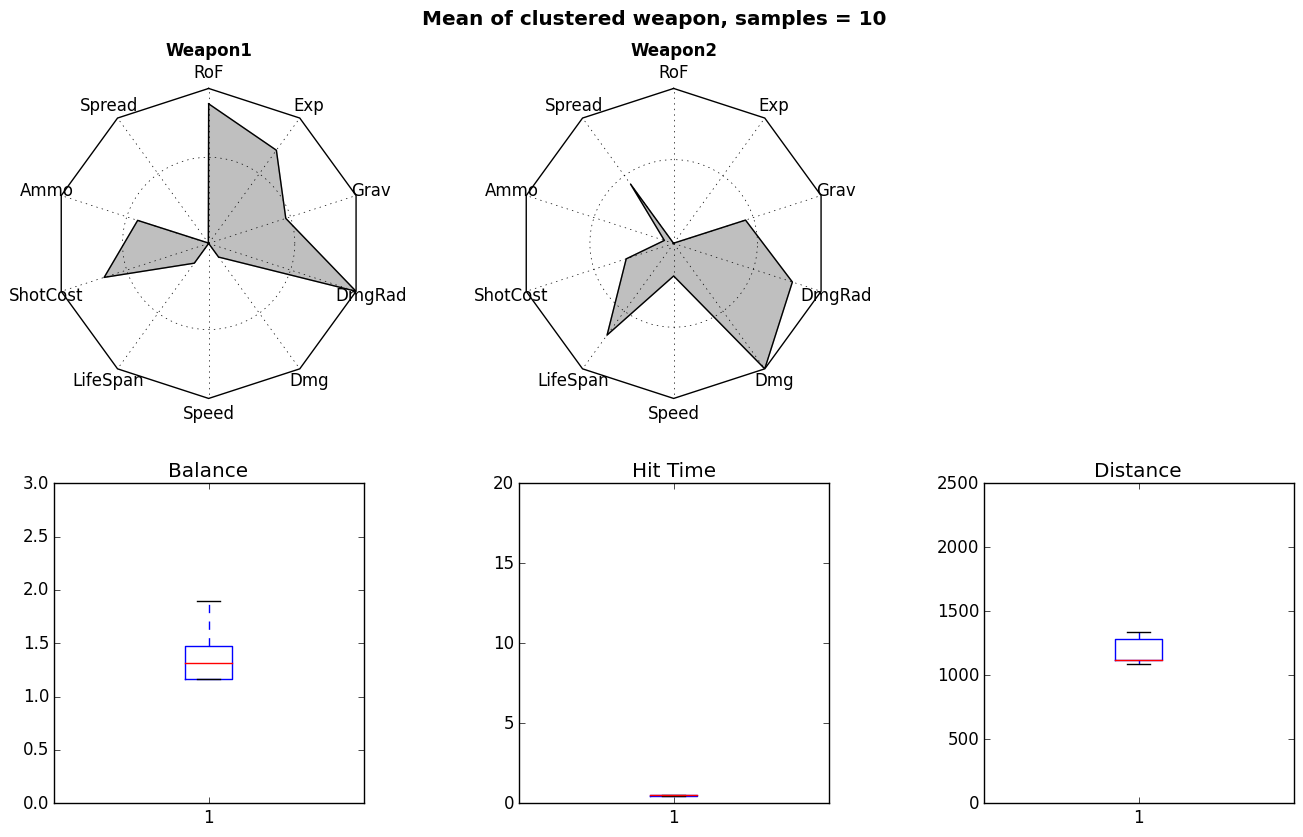 Mean of clustered weapon, samples = 10
Weapon1
RoF
Spread
Exp
Ammo
Grav
ShotCost
DmgRad
LifeSpan
Dmg
Speed
Weapon2
RoF
Spread
Exp
Ammo
Grav
ShotCost
DmgRad
LifeSpan
Dmg
Speed
Balance
3.0
2.5
2.0
1.5
1.0
0.5
0.0
1
Hit Time
20
15
10
5
0
1
Distance
2500
2000
1500
1000
500
0
1